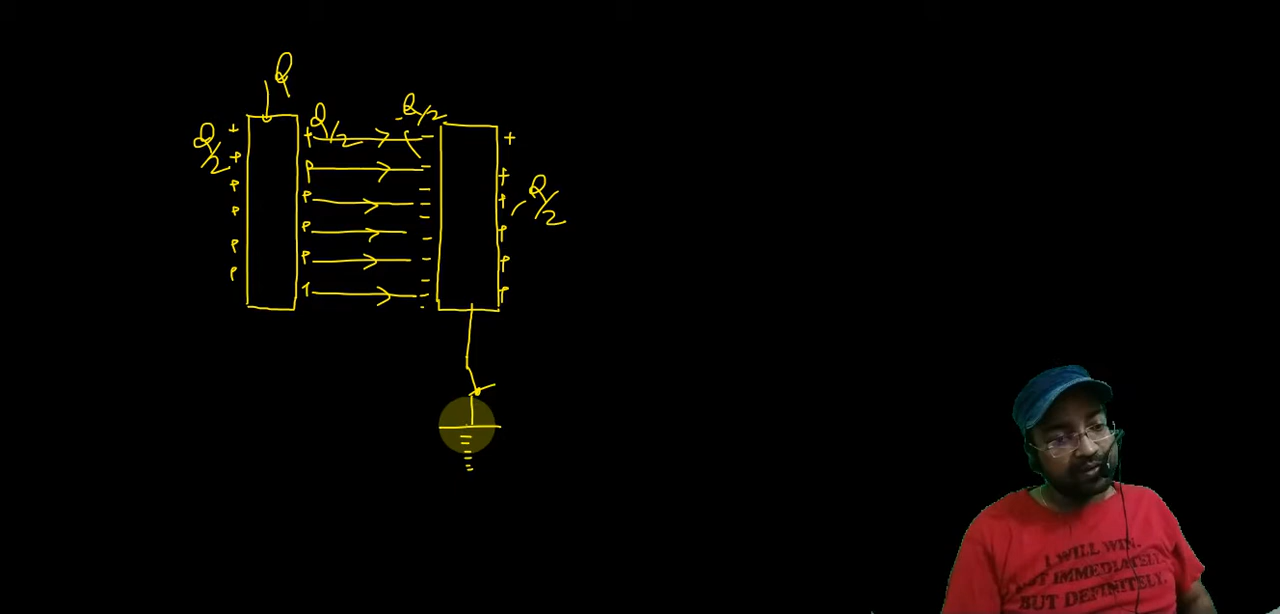 Q
Q/2
Q/2
-Q/2
Q/2
I WILL WIN.
NOT IMMEDIATELY.
BUT DEFINITELY.